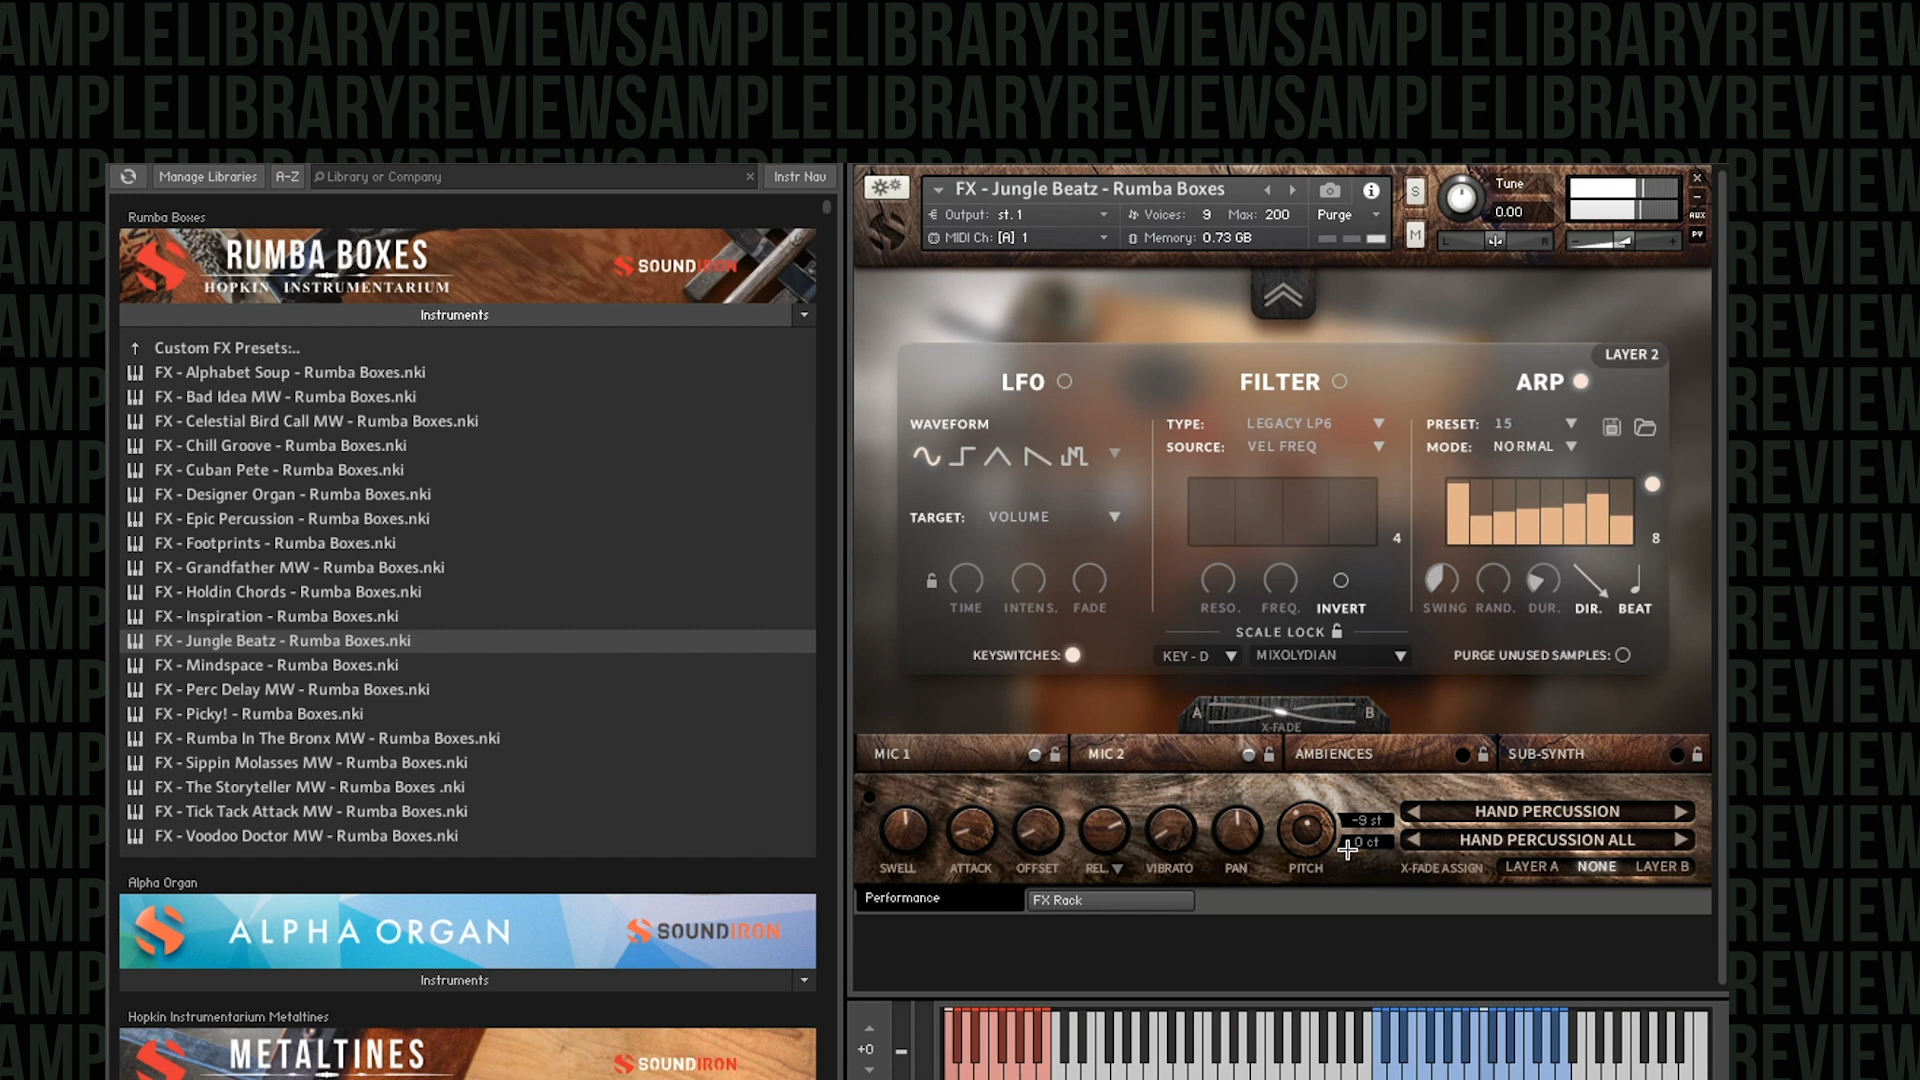 SAMPLELIBRARYREVIEWSAMPLELIBRARYREVIEWSAMPLELIBRARYREVIEW
Manage Libraries
A-Z
Library or Company
Instr Nav
Rumba Boxes
RUMBA BOXES
HOPKIN INSTRUMENTARIUM
SOUNDIRON
Instruments
Custom FX Presets:..
FX - Alphabet Soup - Rumba Boxes.nki
FX - Bad Idea MW - Rumba Boxes.nki
FX - Celestial Bird Call MW - Rumba Boxes.nki
FX - Chill Groove - Rumba Boxes.nki
FX - Cuban Pete - Rumba Boxes.nki
FX - Designer Organ - Rumba Boxes.nki
FX - Epic Percussion - Rumba Boxes.nki
FX - Footprints - Rumba Boxes.nki
FX - Grandfather MW - Rumba Boxes.nki
FX - Holdin Chords - Rumba Boxes.nki
FX - Inspiration - Rumba Boxes.nki
FX - Jungle Beatz - Rumba Boxes.nki
FX - Mindspace - Rumba Boxes.nki
FX - Perc Delay MW - Rumba Boxes.nki
FX - Picky! - Rumba Boxes.nki
FX - Rumba In The Bronx MW - Rumba Boxes.nki
FX - Sippin Molasses MW - Rumba Boxes.nki
FX - The Storyteller MW - Rumba Boxes .nki
FX - Tick Tack Attack MW - Rumba Boxes.nki
FX - Voodoo Doctor MW - Rumba Boxes.nki
Alpha Organ
ALPHA ORGAN
SOUNDIRON
Instruments
Hopkin Instrumentarium Metaltines
METALTINES
SOUNDIRON
FX - Jungle Beatz - Rumba Boxes
Output: st.1
Voices: 9 Max: 200
Purge
MIDI Ch: [A] 1
Memory: 0.73 GB
S
M
Tune
0.00
L R
AUX
PV
LAYER 2
LFO
FILTER
ARP
WAVEFORM
TYPE: LEGACY LP6
PRESET: 15
SOURCE: VEL FREQ
MODE: NORMAL
TARGET: VOLUME
4
8
TIME INTENS. FADE
RESO. FREQ. INVERT
SWING RAND. DUR. DIR. BEAT
SCALE LOCK
KEYSWITCHES:
KEY - D
MIXOLYDIAN
PURGE UNUSED SAMPLES:
A B
X-FADE
MIC 1
MIC 2
AMBIENCES
SUB-SYNTH
-9 st
0 ct
HAND PERCUSSION
HAND PERCUSSION ALL
SWELL ATTACK OFFSET REL. VIBRATO PAN PITCH
X-FADE ASSIGN LAYER A NONE LAYER B
Performance
FX Rack
+0